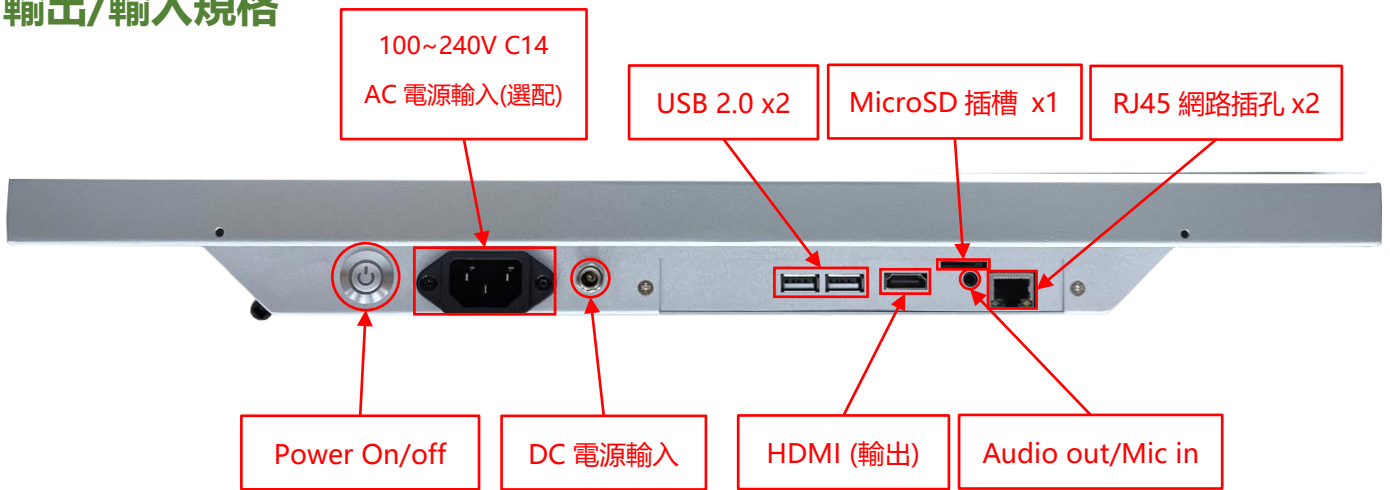 輸出/輸入規格
100~240V C14
AC 電源輸入(選配)
USB 2.0 x2
MicroSD 插槽 x1
RJ45 網路插孔 x2
Power On/off
DC 電源輸入
HDMI (輸出)
Audio out/Mic in